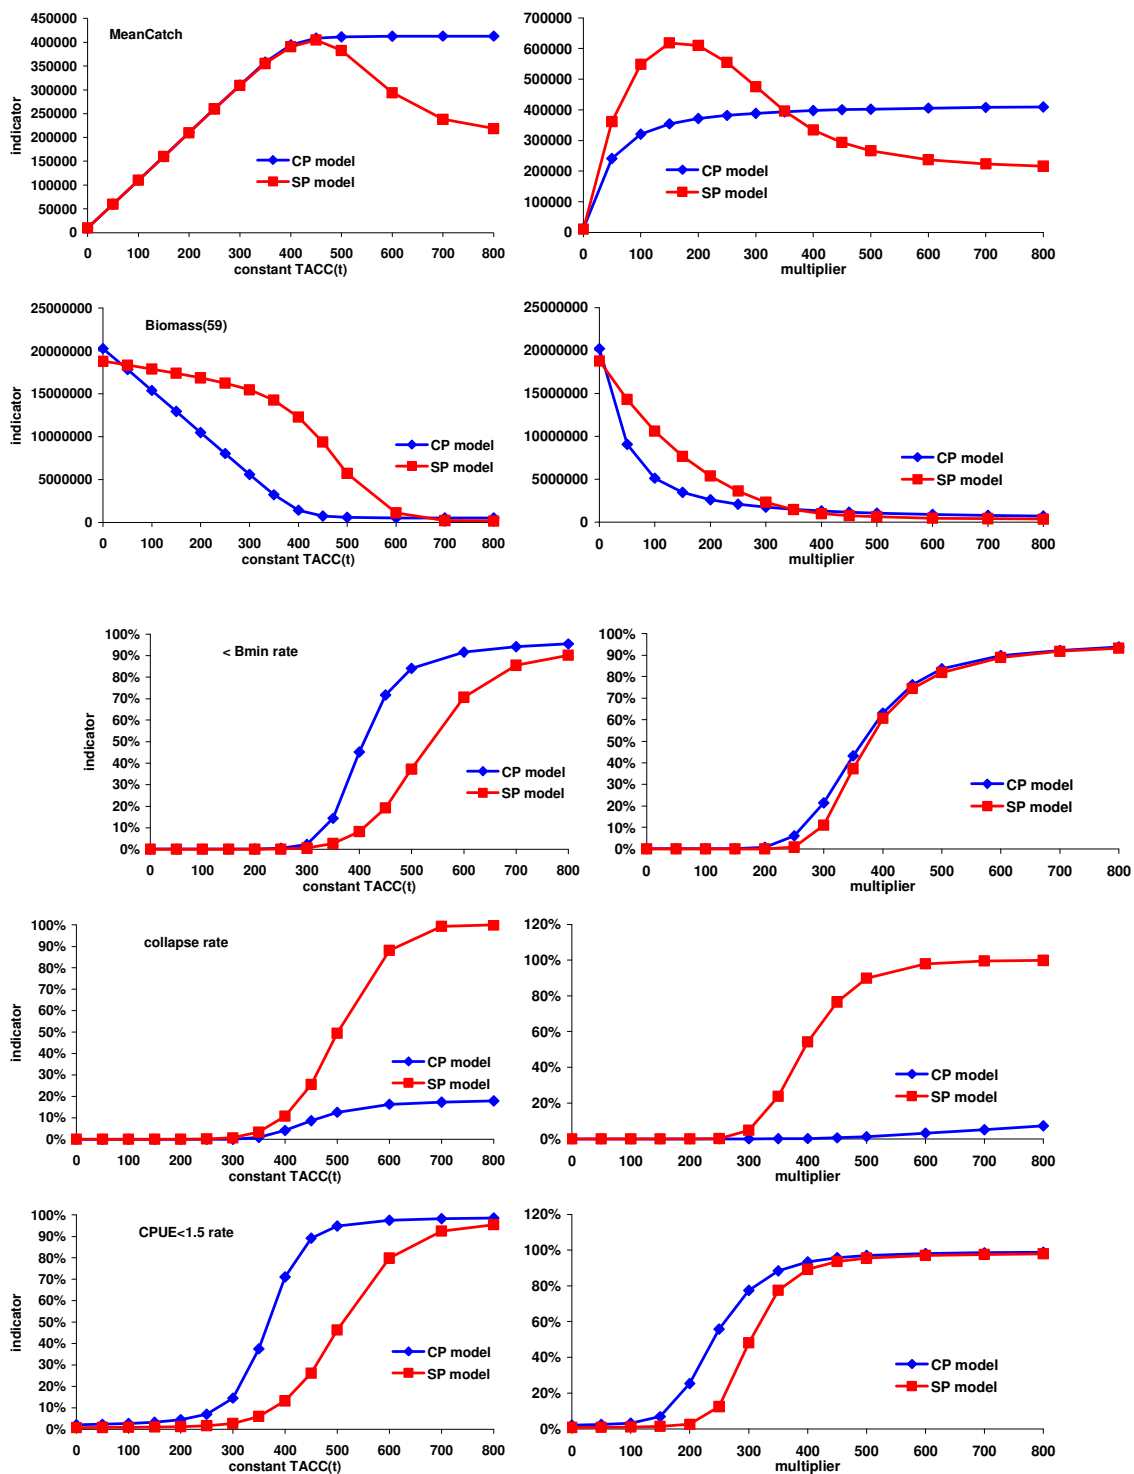 MeanCatch
indicator
450000
400000
350000
300000
250000
200000
150000
100000
50000
0
CP model
SP model
0 100 200 300 400 500 600 700 800
constant TACC(t)
700000
600000
500000
400000
300000
200000
100000
0
CP model
SP model
0 100 200 300 400 500 600 700 800
multiplier
Biomass(59)
indicator
25000000
20000000
15000000
10000000
5000000
0
CP model
SP model
0 100 200 300 400 500 600 700 800
constant TACC(t)
25000000
20000000
15000000
10000000
5000000
0
CP model
SP model
0 100 200 300 400 500 600 700 800
multiplier
< Bmin rate
indicator
100%
90%
80%
70%
60%
50%
40%
30%
20%
10%
0%
CP model
SP model
0 100 200 300 400 500 600 700 800
constant TACC(t)
100%
90%
80%
70%
60%
50%
40%
30%
20%
10%
0%
CP model
SP model
0 100 200 300 400 500 600 700 800
multiplier
collapse rate
indicator
100%
90%
80%
70%
60%
50%
40%
30%
20%
10%
0%
CP model
SP model
0 100 200 300 400 500 600 700 800
constant TACC(t)
120%
100%
80%
60%
40%
20%
0%
CP model
SP model
0 100 200 300 400 500 600 700 800
multiplier
CPUE<1.5 rate
indicator
100%
90%
80%
70%
60%
50%
40%
30%
20%
10%
0%
CP model
SP model
0 100 200 300 400 500 600 700 800
constant TACC(t)
120%
100%
80%
60%
40%
20%
0%
CP model
SP model
0 100 200 300 400 500 600 700 800
multiplier